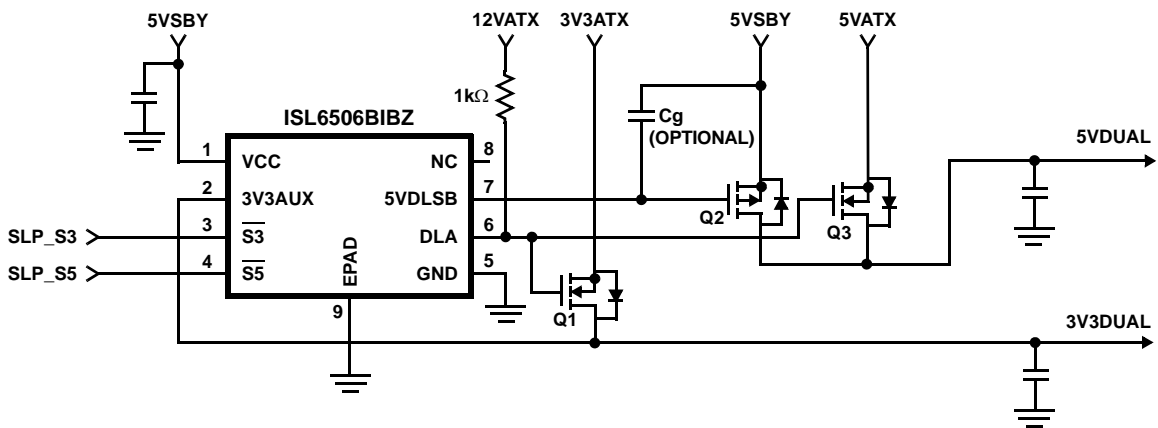 5VSBY
12VATX
3V3ATX
5VSBY
5VATX
1kΩ
Cg
(OPTIONAL)
ISL6506BIBZ
5VDUAL
1
VCC
NC
8
2
3V3AUX
5VDLSB
7
Q2
SLP_S3
3
S3
DLA
6
Q3
SLP_S5
4
S5
EPAD
GND
5
Q1
9
3V3DUAL